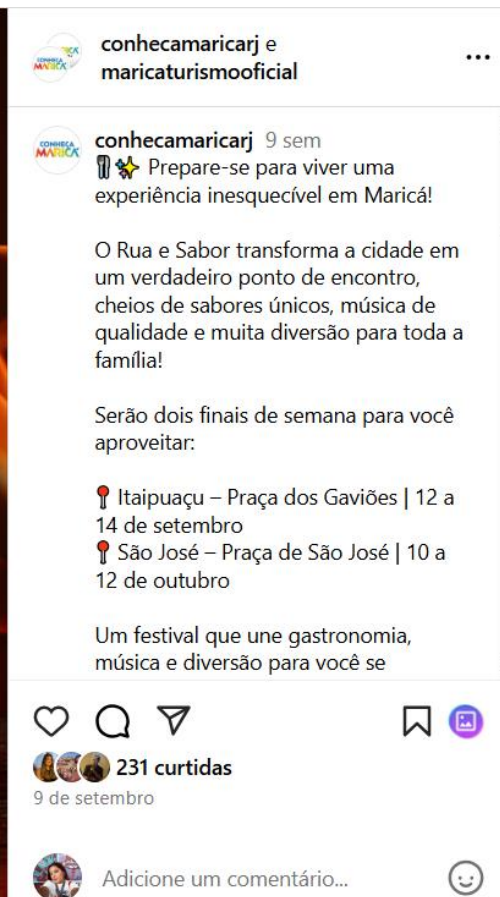 conhecamaricarj e
maricaturismooficial
conhecamaricarj 9 sem
🍴✨ Prepare-se para viver uma
experiência inesquecível em Maricá!
O Rua e Sabor transforma a cidade em
um verdadeiro ponto de encontro,
cheios de sabores únicos, música de
qualidade e muita diversão para toda a
família!
Serão dois finais de semana para você
aproveitar:
📍 Itaipuaçu – Praça dos Gaviões | 12 a
14 de setembro
📍 São José – Praça de São José | 10 a
12 de outubro
Um festival que une gastronomia,
música e diversão para você se
231 curtidas
9 de setembro
Adicione um comentário...